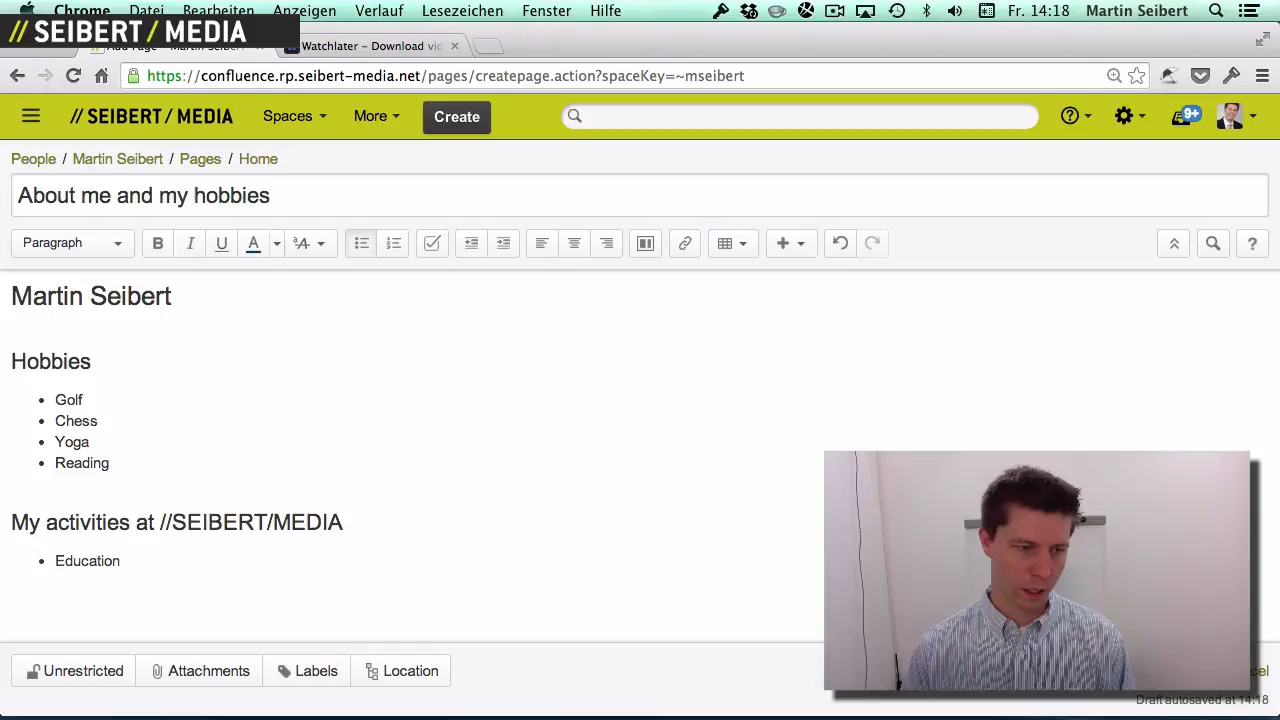 Chrome Datei Bearbeiten Anzeigen Verlauf Lesezeichen Fenster Hilfe Fr. 14:18 Martin Seibert
// SEIBERT / MEDIA
Watchlater – Download vid
https://confluence.rp.seibert-media.net/pages/createpage.action?spaceKey=~mseibert
// SEIBERT / MEDIA Spaces More Create 9+
People / Martin Seibert / Pages / Home
About me and my hobbies
Paragraph B I U A A ?
Martin Seibert
Hobbies
• Golf
• Chess
• Yoga
• Reading
My activities at //SEIBERT/MEDIA
• Education
Unrestricted Attachments Labels Location
Draft autosaved at 14:18